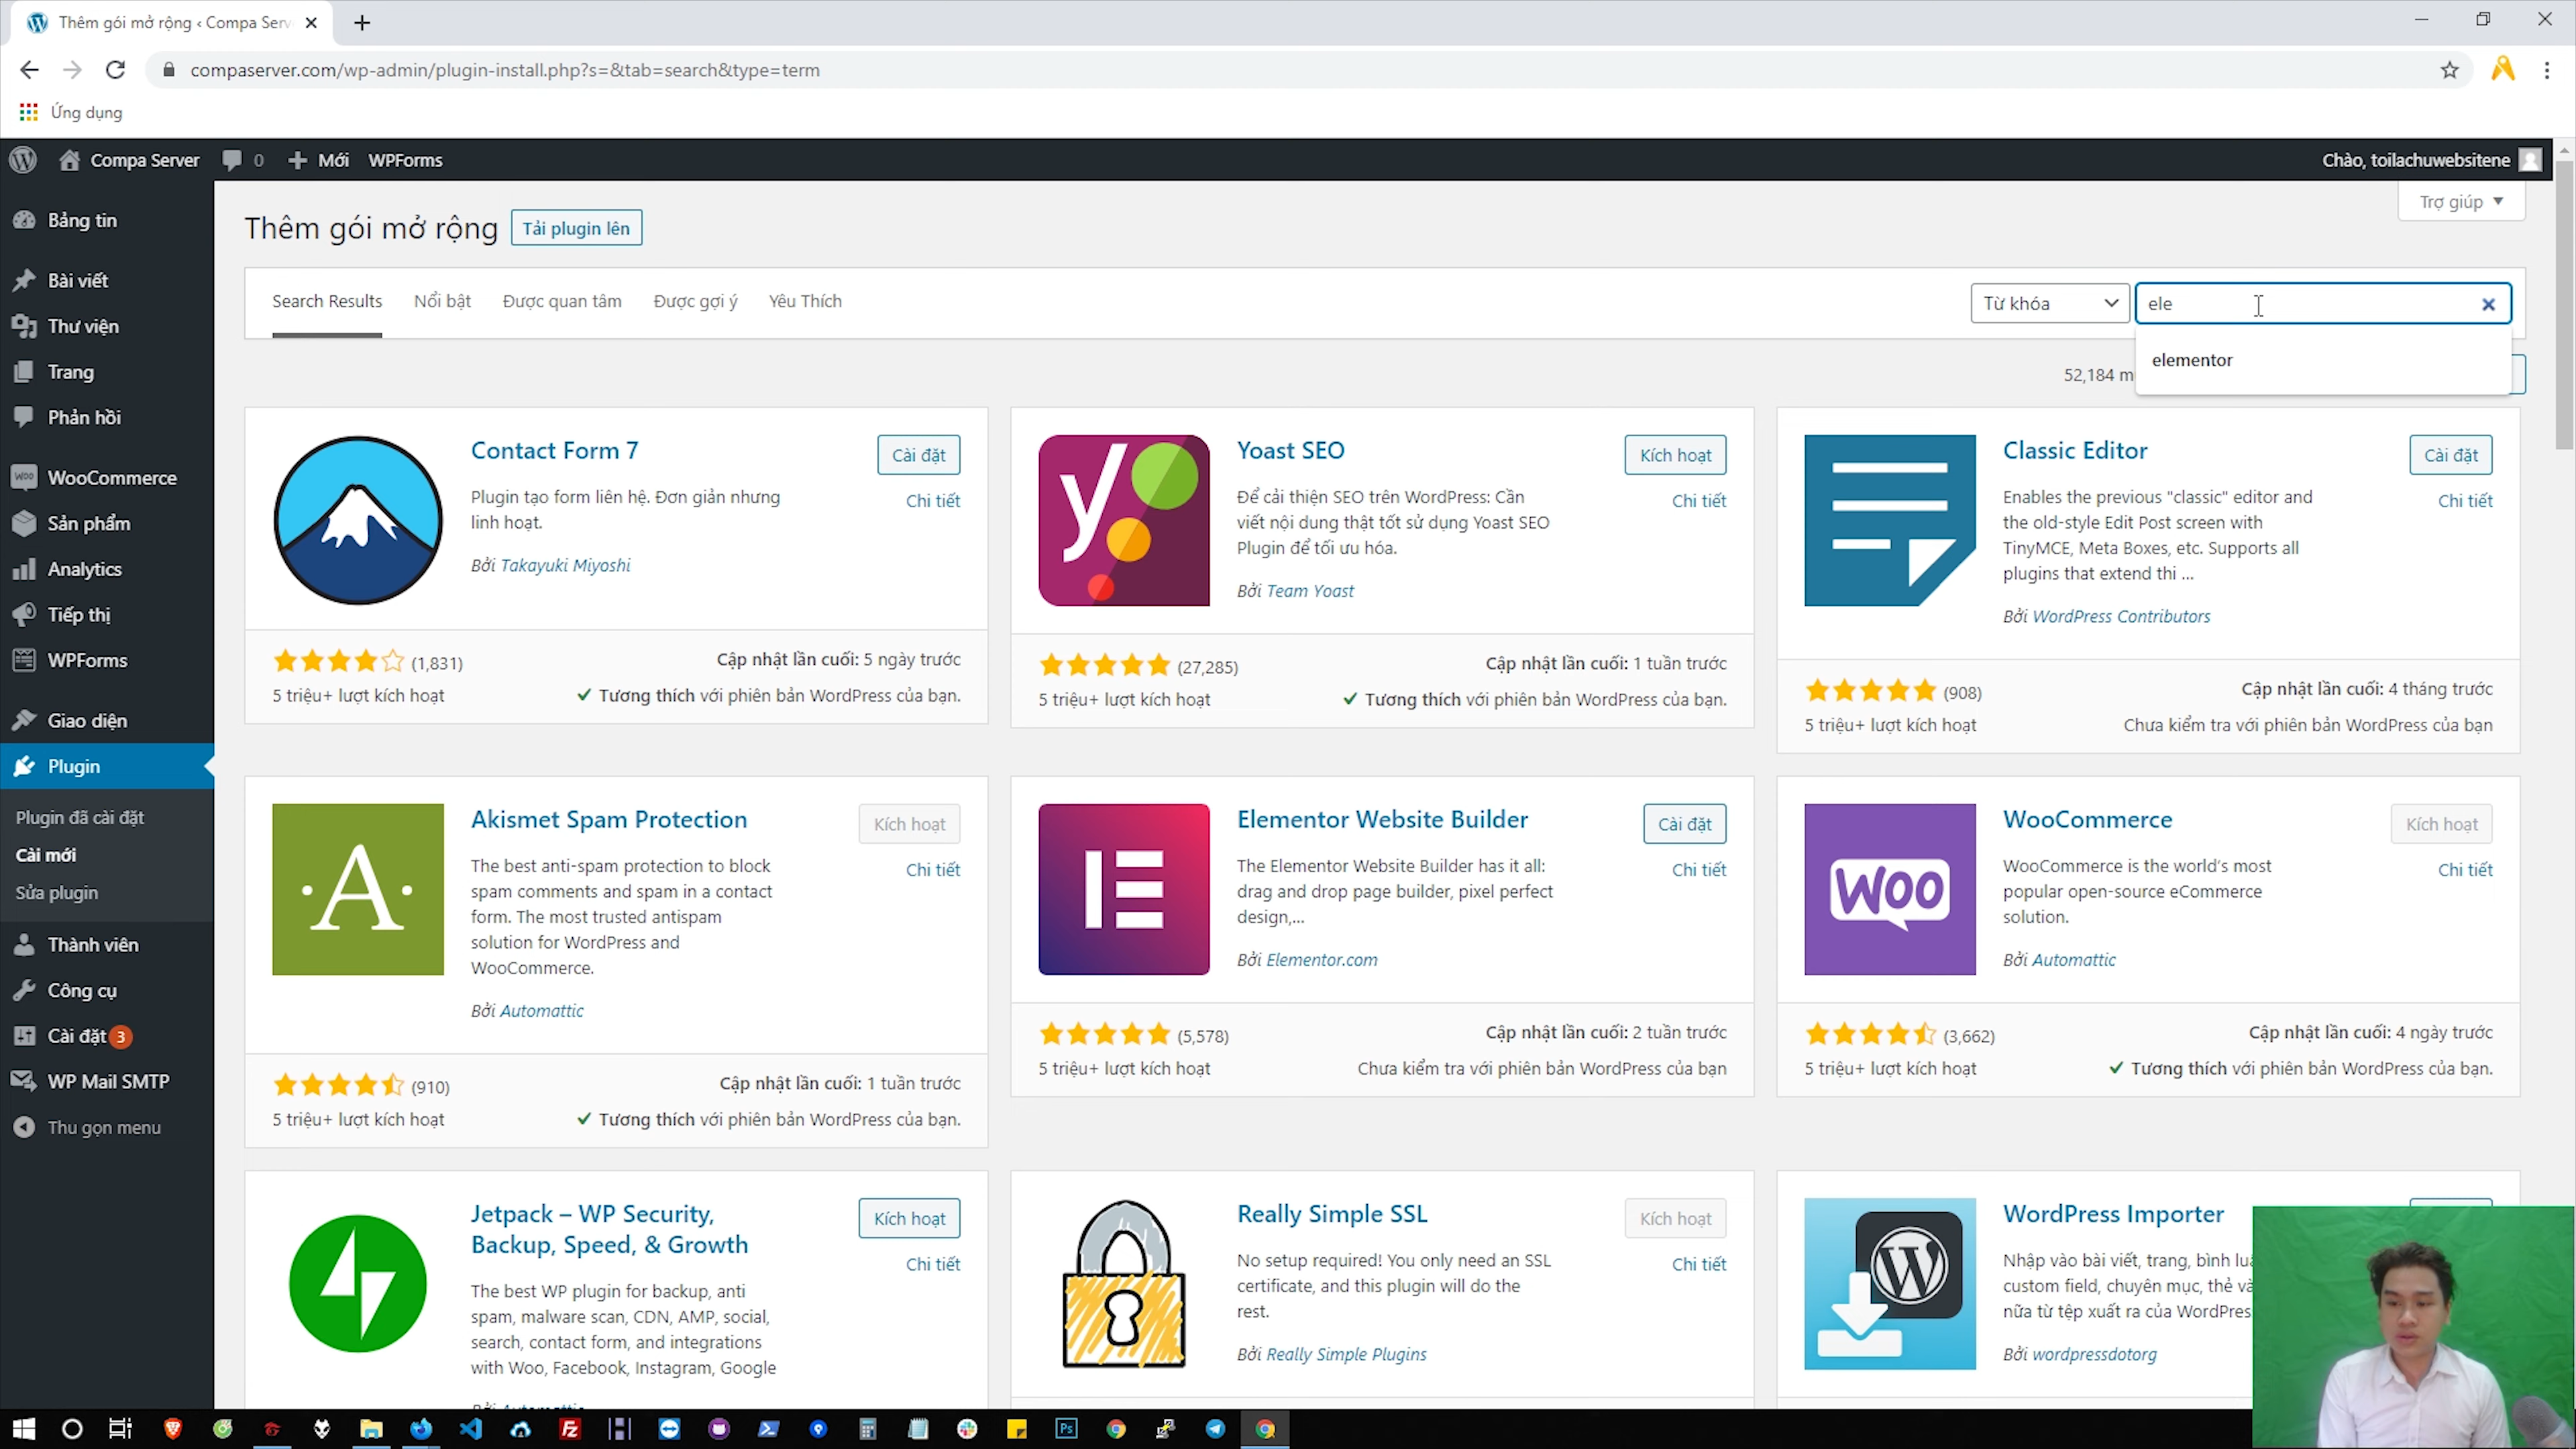 Thêm gói mở rộng ‹ Compa Serv
compaserver.com/wp-admin/plugin-install.php?s=&tab=search&type=term
Ứng dụng
Compa Server 0 Mới WPForms
Chào, toilachuwebsitene
Trợ giúp
Bảng tin
Bài viết
Thư viện
Trang
Phản hồi
WooCommerce
Sản phẩm
Analytics
Tiếp thị
WPForms
Giao diện
Plugin
Plugin đã cài đặt
Cài mới
Sửa plugin
Thành viên
Công cụ
Cài đặt 3
WP Mail SMTP
Thu gọn menu
Thêm gói mở rộng Tải plugin lên
Search Results Nổi bật Được quan tâm Được gợi ý Yêu Thích
Từ khóa ele
elementor
52,184 m
Contact Form 7
Cài đặt
Chi tiết
Plugin tạo form liên hệ. Đơn giản nhưng
linh hoạt.
Bởi Takayuki Miyoshi
(1,831) Cập nhật lần cuối: 5 ngày trước
5 triệu+ lượt kích hoạt Tương thích với phiên bản WordPress của bạn.
Yoast SEO
Kích hoạt
Chi tiết
Để cải thiện SEO trên WordPress: Cần
viết nội dung thật tốt sử dụng Yoast SEO
Plugin để tối ưu hóa.
Bởi Team Yoast
(27,285) Cập nhật lần cuối: 1 tuần trước
5 triệu+ lượt kích hoạt Tương thích với phiên bản WordPress của bạn.
Classic Editor
Cài đặt
Chi tiết
Enables the previous "classic" editor and
the old-style Edit Post screen with
TinyMCE, Meta Boxes, etc. Supports all
plugins that extend thi ...
Bởi WordPress Contributors
(908) Cập nhật lần cuối: 4 tháng trước
5 triệu+ lượt kích hoạt Chưa kiểm tra với phiên bản WordPress của bạn
Akismet Spam Protection
Kích hoạt
Chi tiết
The best anti-spam protection to block
spam comments and spam in a contact
form. The most trusted antispam
solution for WordPress and
WooCommerce.
Bởi Automattic
(910) Cập nhật lần cuối: 1 tuần trước
5 triệu+ lượt kích hoạt Tương thích với phiên bản WordPress của bạn.
Elementor Website Builder
Cài đặt
Chi tiết
The Elementor Website Builder has it all:
drag and drop page builder, pixel perfect
design,...
Bởi Elementor.com
(5,578) Cập nhật lần cuối: 2 tuần trước
5 triệu+ lượt kích hoạt Chưa kiểm tra với phiên bản WordPress của bạn
WOO
WooCommerce
Kích hoạt
Chi tiết
WooCommerce is the world's most
popular open-source eCommerce
solution.
Bởi Automattic
(3,662) Cập nhật lần cuối: 4 ngày trước
5 triệu+ lượt kích hoạt Tương thích với phiên bản WordPress của bạn.
Jetpack – WP Security,
Backup, Speed, & Growth
Kích hoạt
Chi tiết
The best WP plugin for backup, anti
spam, malware scan, CDN, AMP, social,
search, contact form, and integrations
with Woo, Facebook, Instagram, Google
Really Simple SSL
Kích hoạt
Chi tiết
No setup required! You only need an SSL
certificate, and this plugin will do the
rest.
Bởi Really Simple Plugins
WordPress Importer
Nhập vào bài viết, trang, bình luậ
custom field, chuyên mục, thẻ và
nữa từ tệp xuất ra của WordPres
Bởi wordpressdotorg